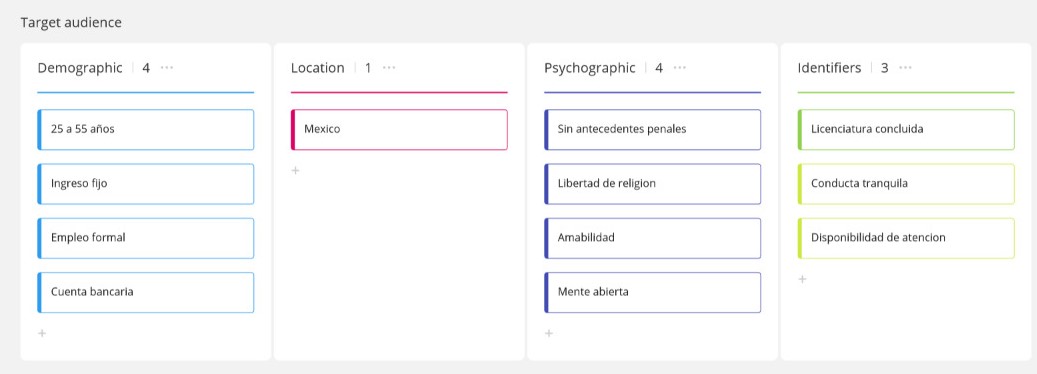 Target audience
Demographic 4 ...
25 a 55 años
Ingreso fijo
Empleo formal
Cuenta bancaria
+
Location 1 ...
Mexico
+
Psychographic 4 ...
Sin antecedentes penales
Libertad de religion
Amabilidad
Mente abierta
+
Identifiers 3 ...
Licenciatura concluida
Conducta tranquila
Disponibilidad de atencion
+